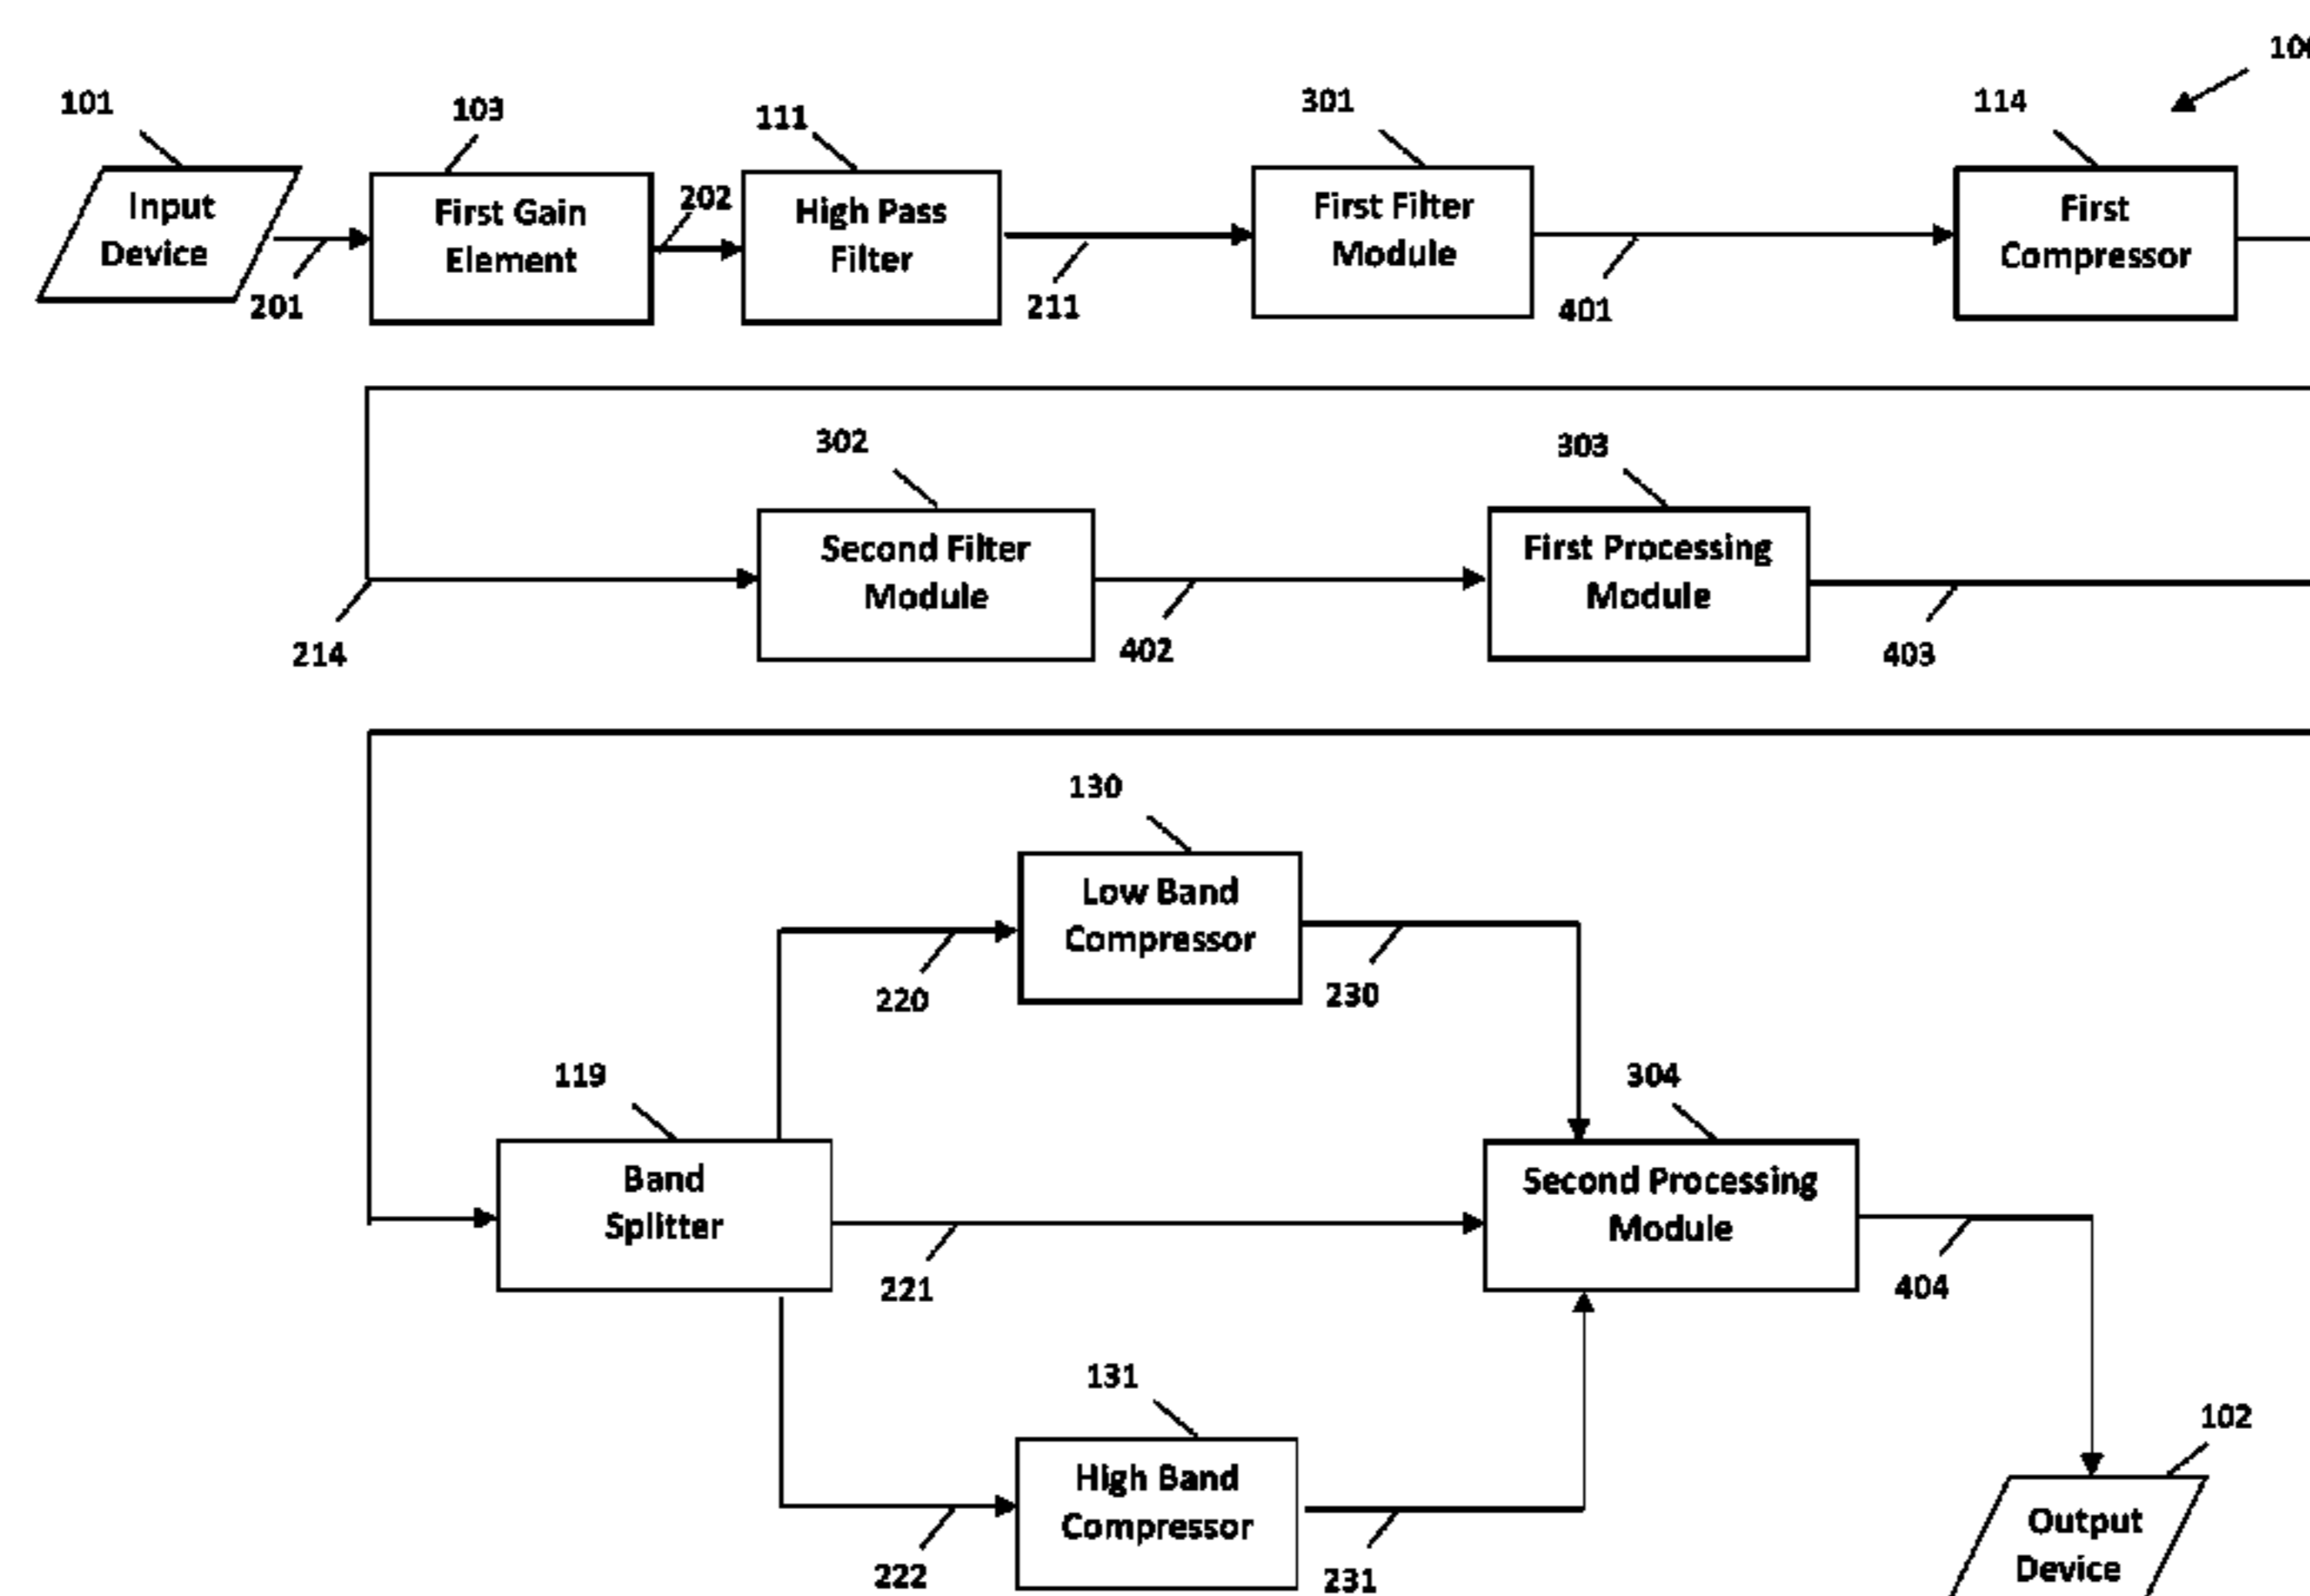 100
101
103
111
301
114
Input
Device
First Gain
Element
202
High Pass
Filter
First Filter
Module
First
Compressor
201
211
401
302
303
Second Filter
Module
First Processing
Module
214
402
403
130
Low Band
Compressor
220
230
119
304
Band
Splitter
Second Processing
Module
221
404
131
102
High Band
Compressor
Output
Device
222
231